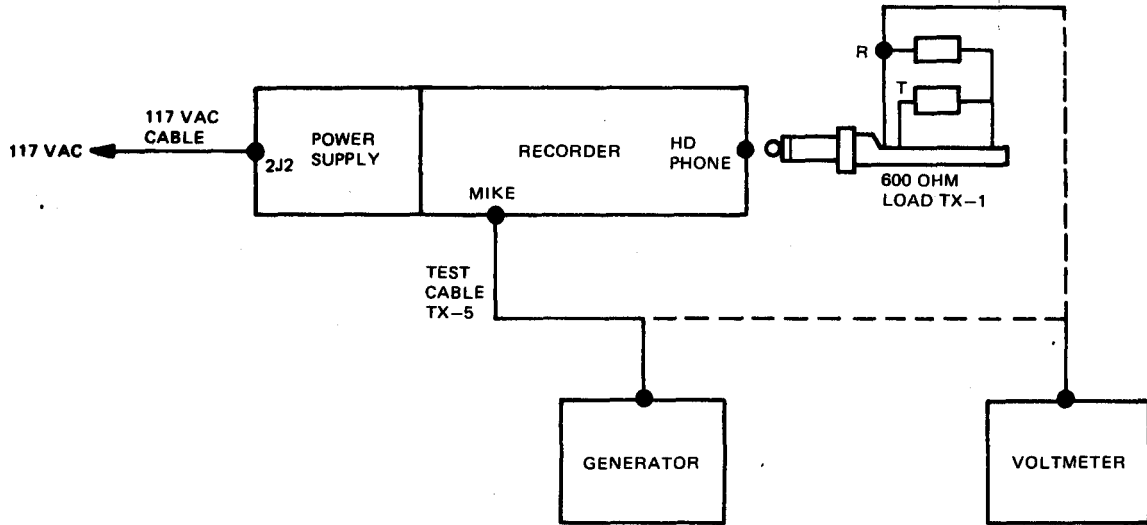 117 VAC
117 VAC
CABLE
2J2
POWER
SUPPLY
RECORDER
HD
PHONE
MIKE
R
T
600 OHM
LOAD TX-1
TEST
CABLE
TX-5
GENERATOR
VOLTMETER